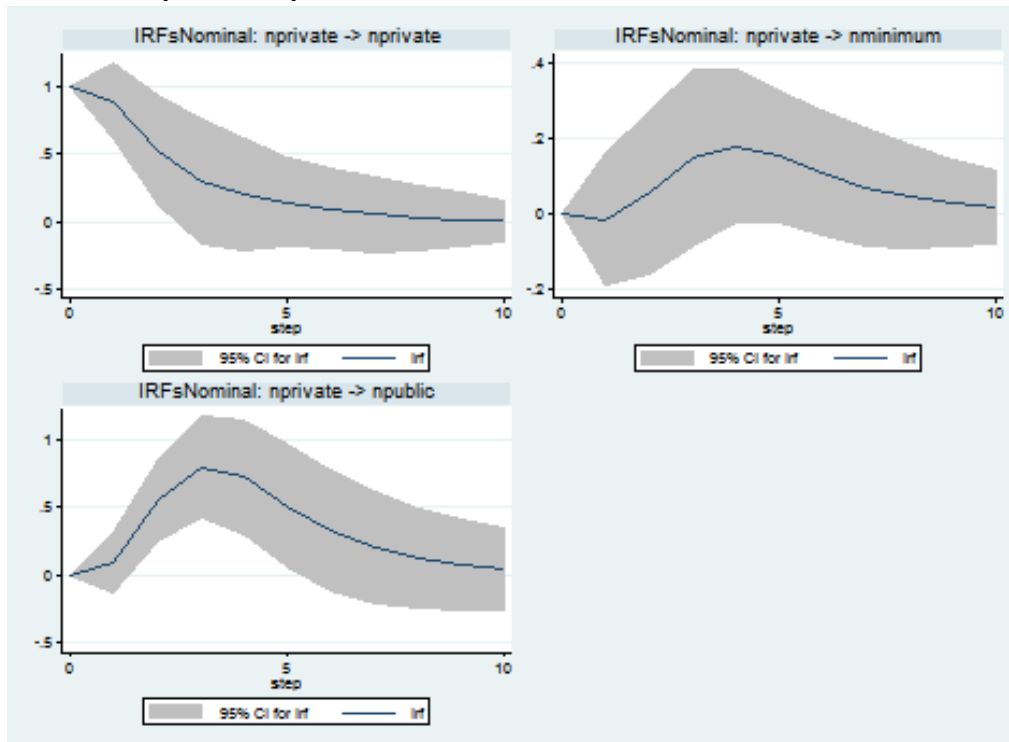 IRFsNominal: nprivate -> nprivate
1
.5
0
-.5
0 5 10
step
95% CI for irf irf
IRFsNominal: nprivate -> nminimum
.4
.2
0
-.2
0 5 10
step
95% CI for irf irf
IRFsNominal: nprivate -> npublic
1
.5
0
-.5
0 5 10
step
95% CI for irf irf